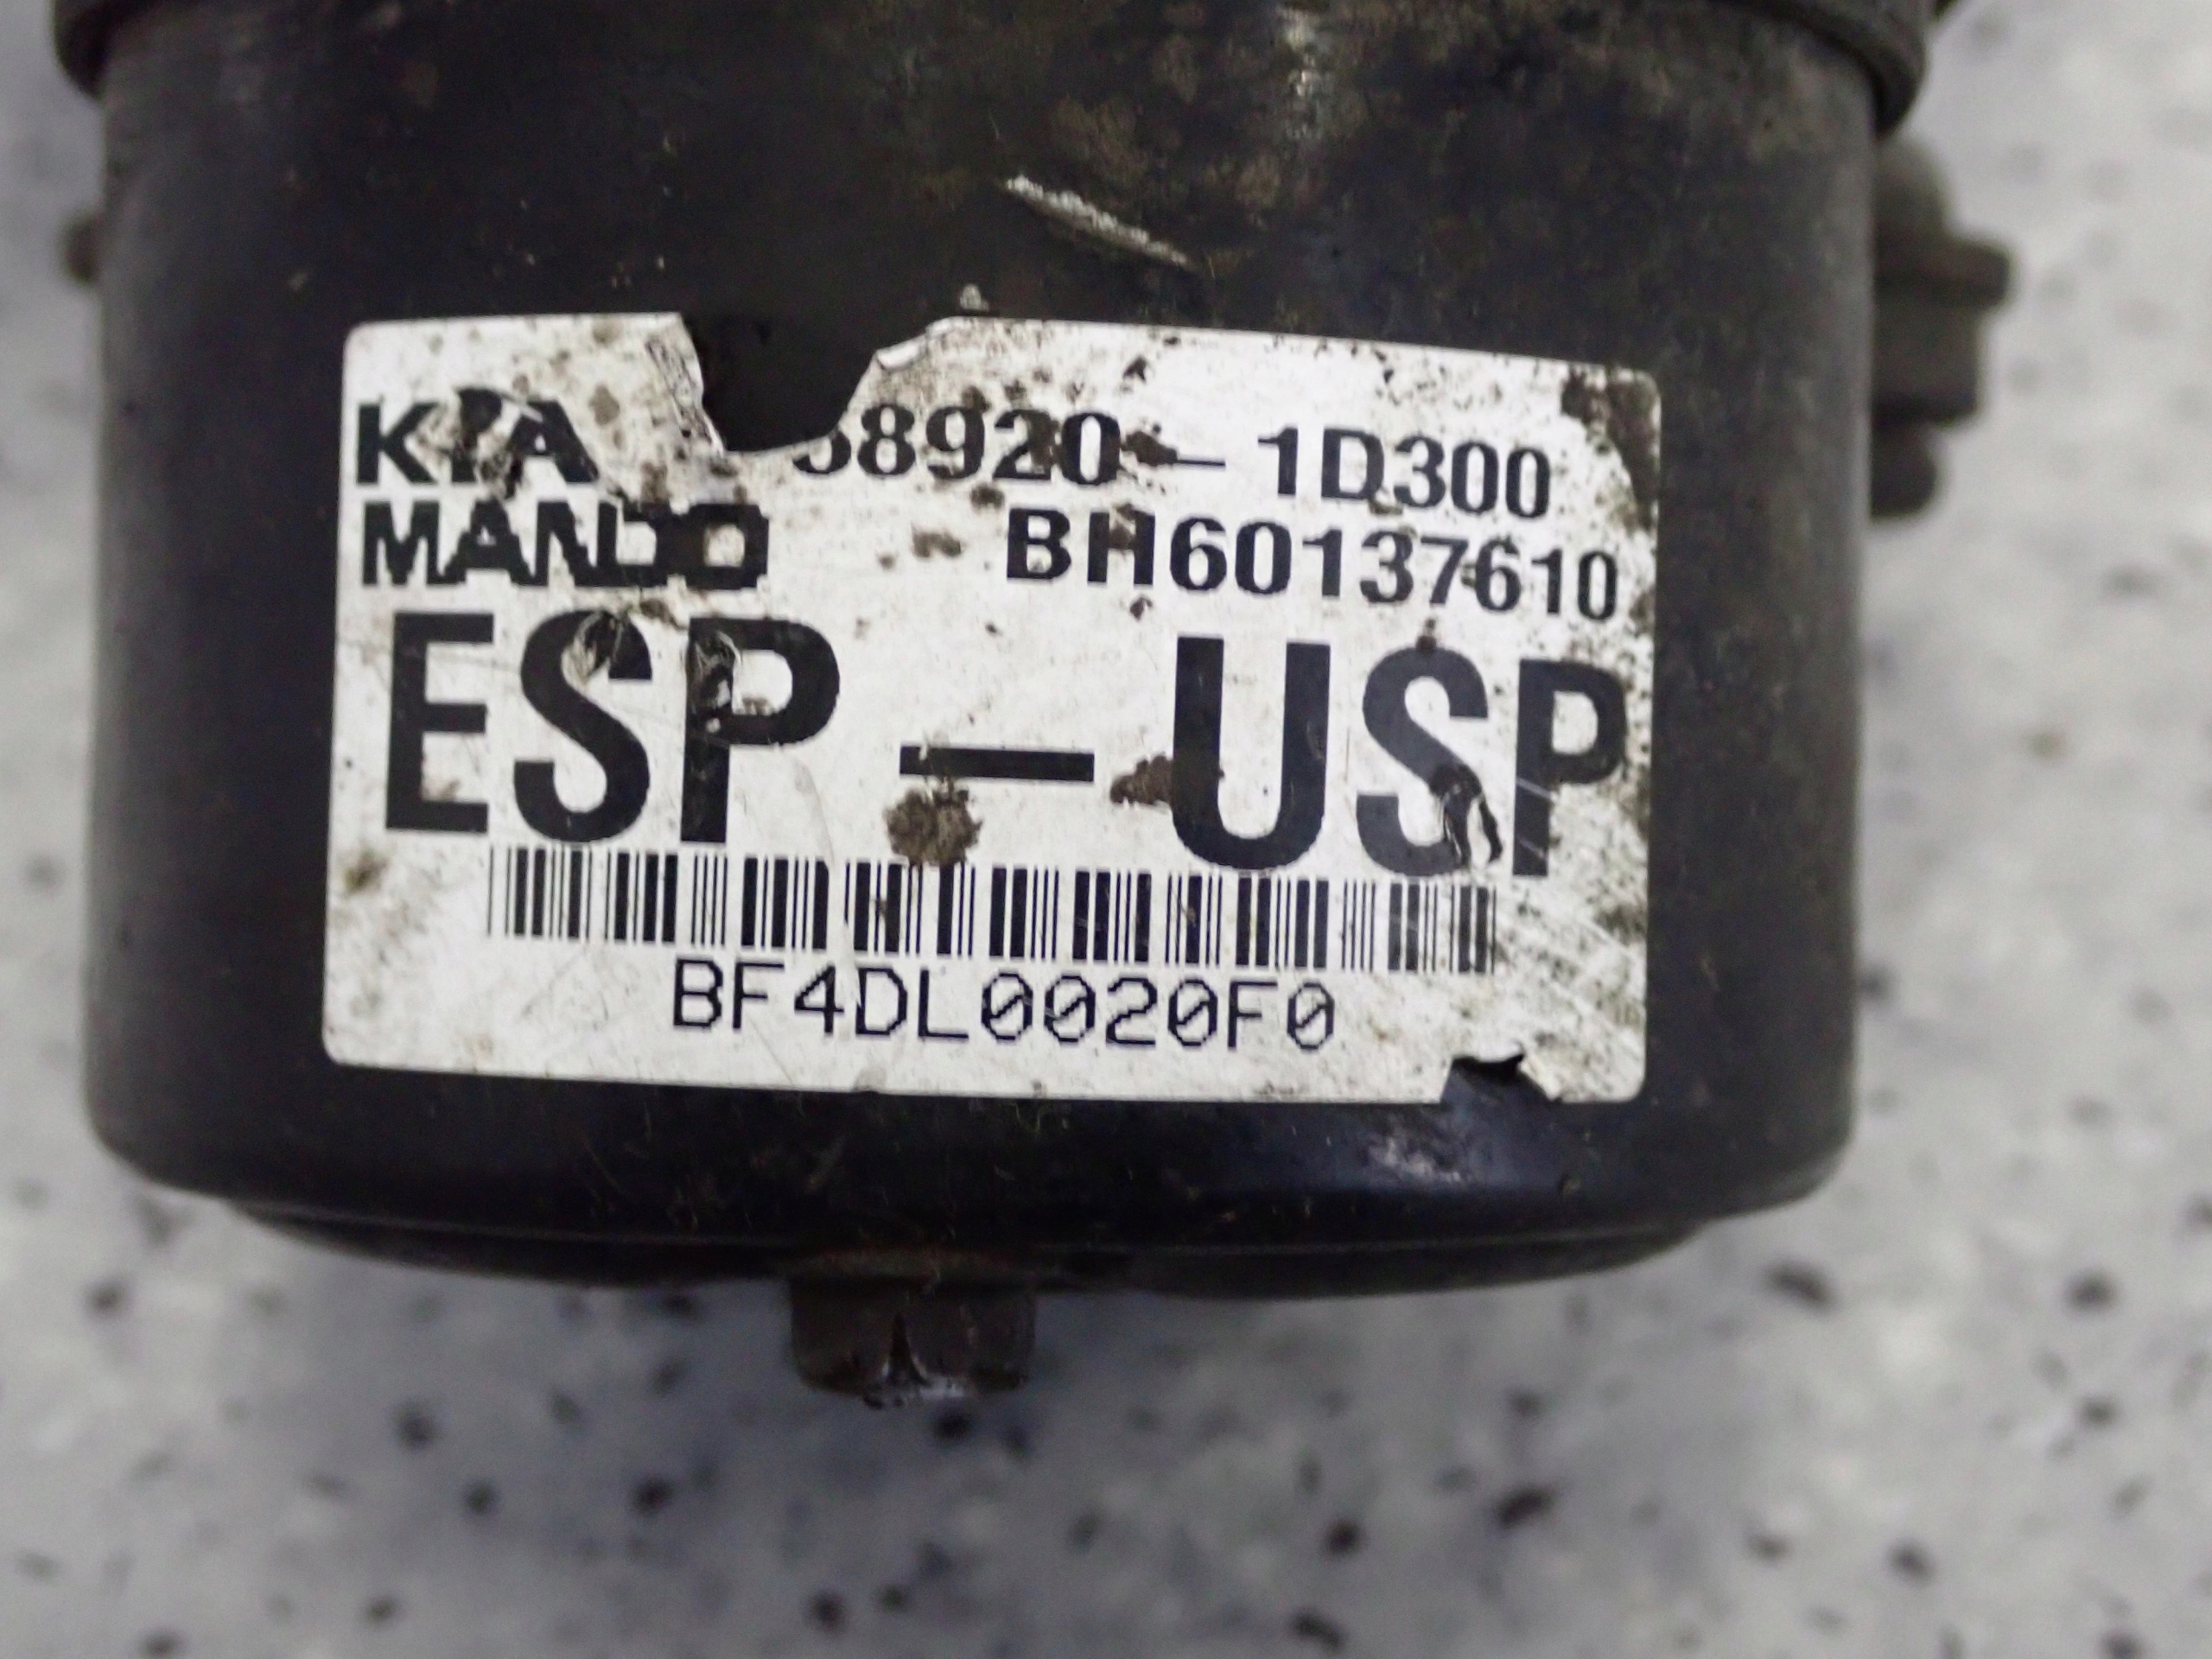 KIA 58920-1D300
MANDO BH60137610
ESP-USP
BF4DL0020F0